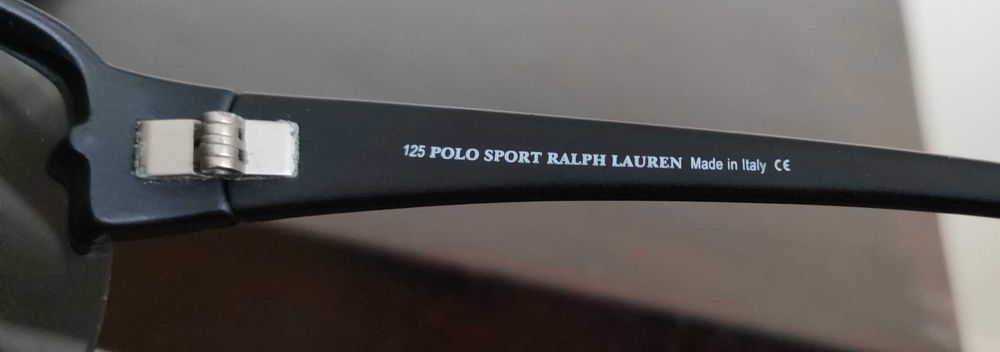 125 POLO SPORT RALPH LAUREN Made in Italy CE